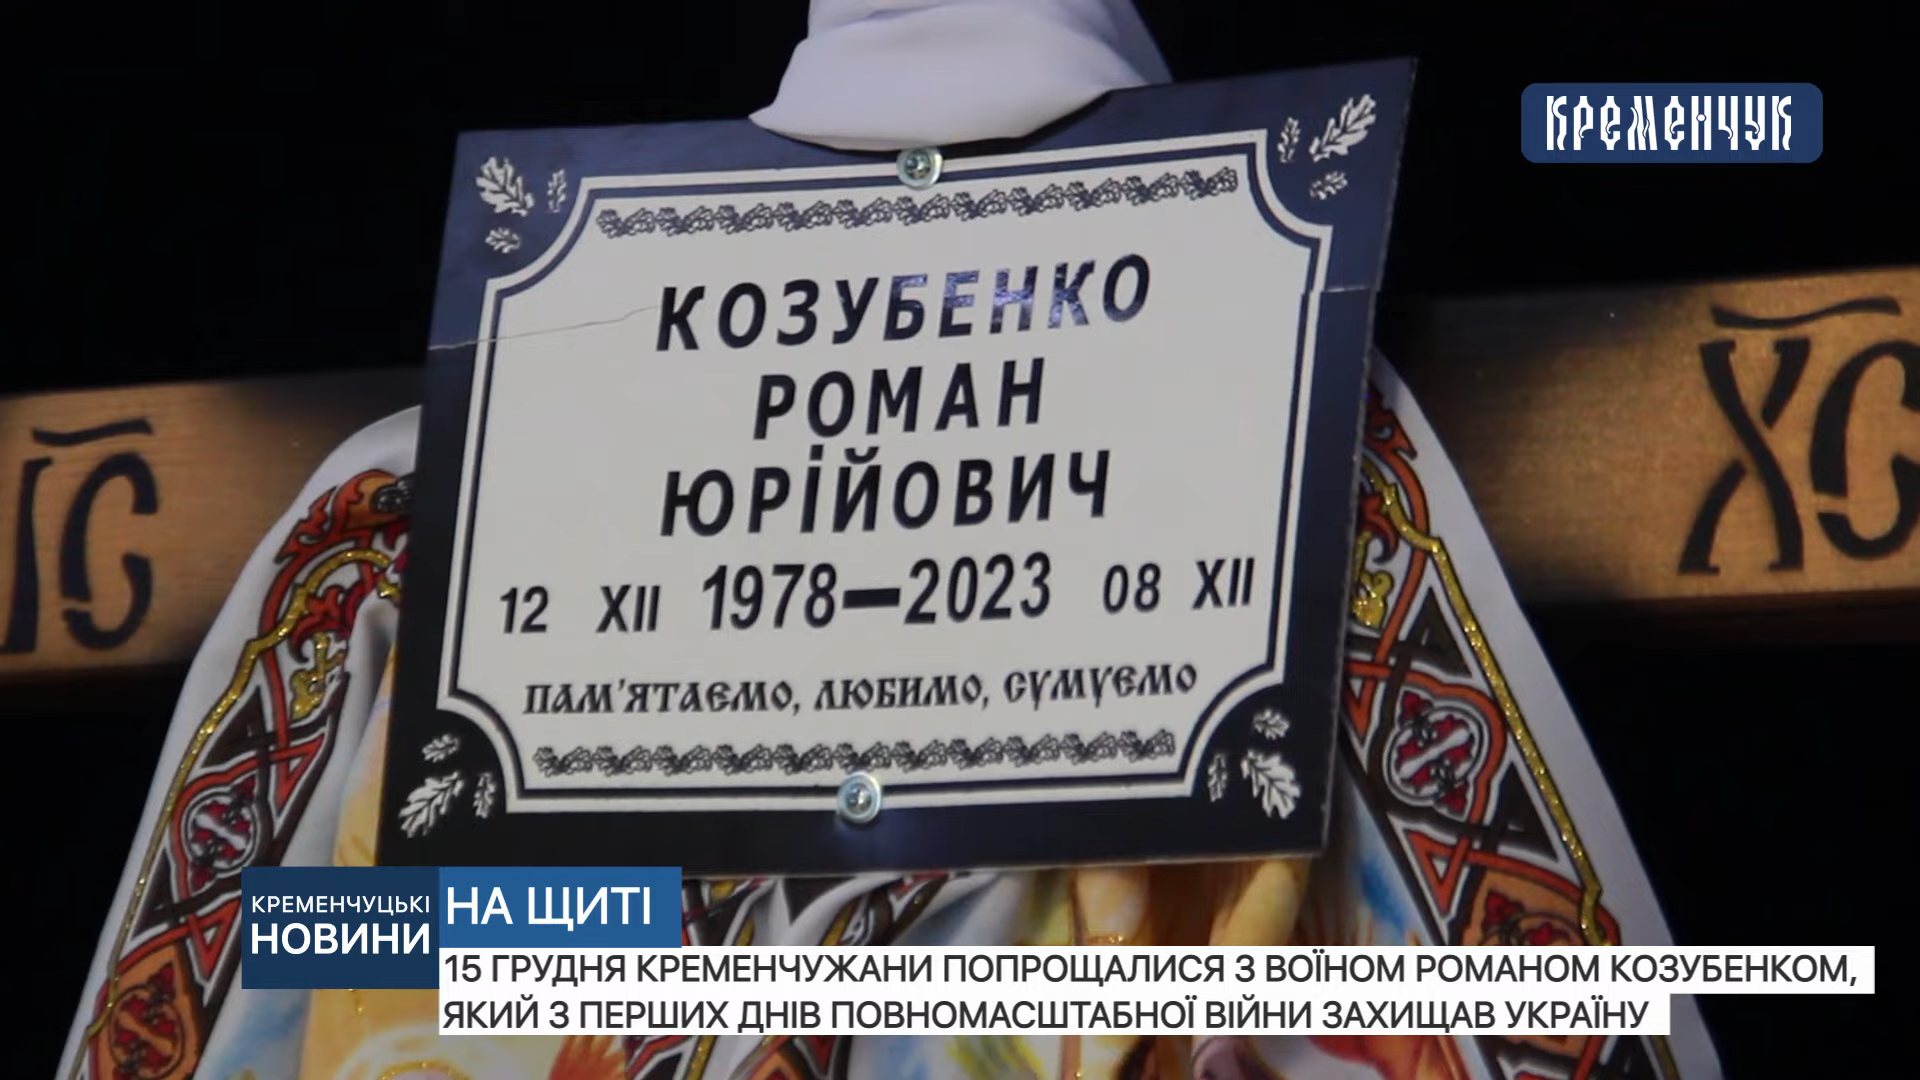 КРЕМЕНЧУК
КОЗУБЕНКО
РОМАН
ЮРІЙОВИЧ
12 XII 1978—2023 08 XII
ПАМ'ЯТАЄМО, ЛЮБИМО, СУМУЄМО
ІС
ХС
КРЕМЕНЧУЦЬКІ
НОВИНИ
НА ЩИТІ
15 ГРУДНЯ КРЕМЕНЧУЖАНИ ПОПРОЩАЛИСЯ З ВОЇНОМ РОМАНОМ КОЗУБЕНКОМ,
ЯКИЙ З ПЕРШИХ ДНІВ ПОВНОМАСШТАБНОЇ ВІЙНИ ЗАХИЩАВ УКРАЇНУ